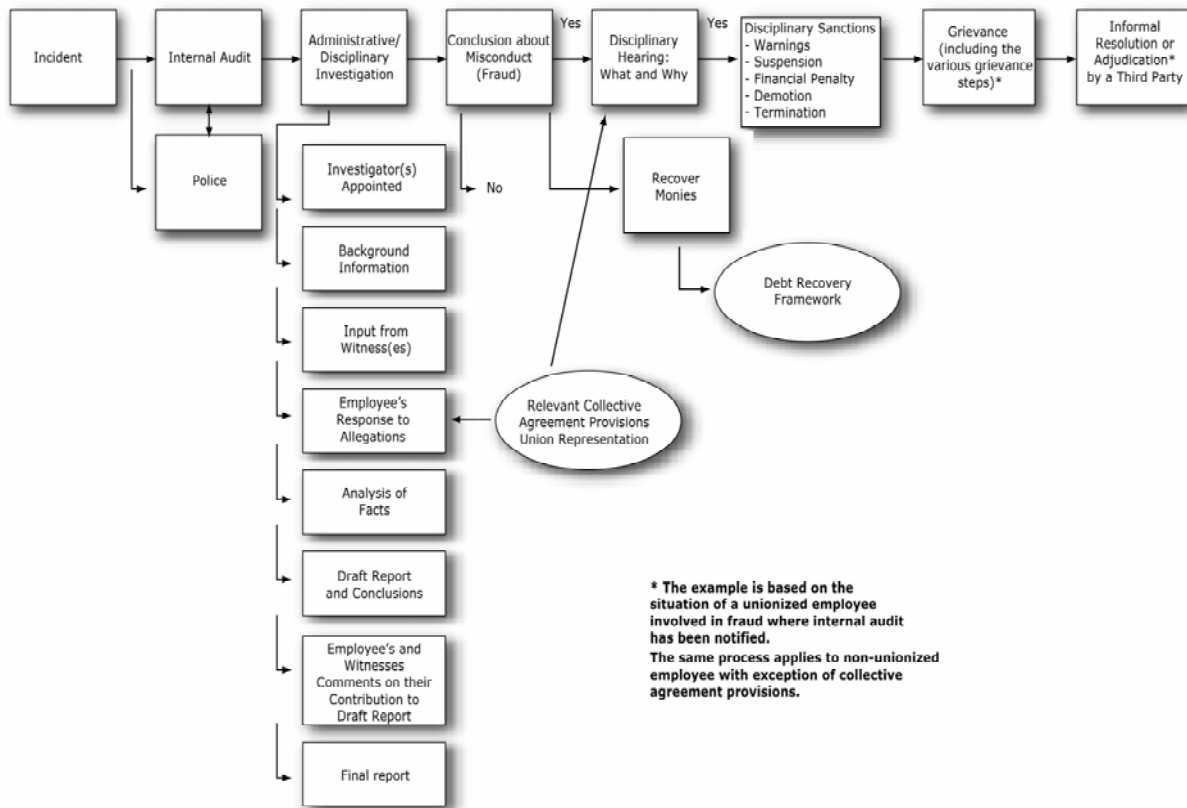 Incident
Internal Audit
Administrative/
Disciplinary
Investigation
Conclusion about
Misconduct
(Fraud)
Yes
Disciplinary
Hearing:
What and Why
Yes
Disciplinary Sanctions
- Warnings
- Suspension
- Financial Penalty
- Demotion
- Termination
Grievance
(including the
various grievance
steps)*
Informal
Resolution or
Adjudication*
by a Third Party
Police
Investigator(s)
Appointed
No
Recover
Monies
Background
Information
Debt Recovery
Framework
Input from
Witness(es)
Employee's
Response to
Allegations
Relevant Collective
Agreement Provisions
Union Representation
Analysis of
Facts
Draft Report
and Conclusions
* The example is based on the
situation of a unionized employee
involved in fraud where internal audit
has been notified.
The same process applies to non-unionized
employee with exception of collective
agreement provisions.
Employee's and
Witnesses
Comments on their
Contribution to
Draft Report
Final report